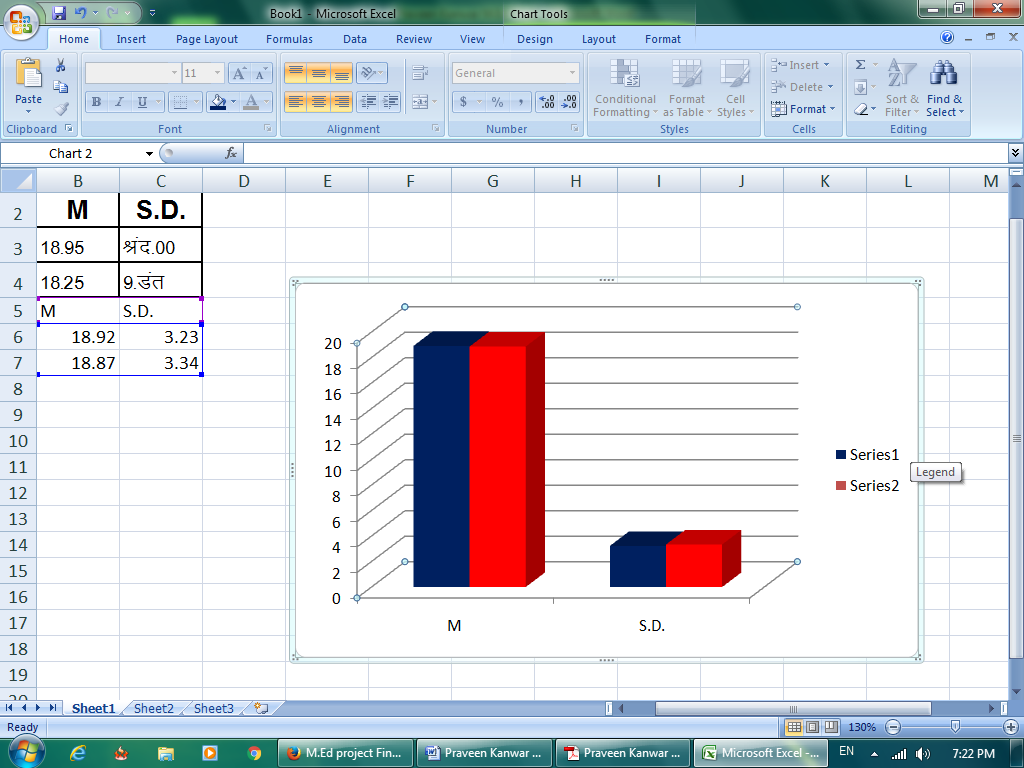 Book1 - Microsoft Excel Chart Tools
Home Insert Page Layout Formulas Data Review View Design Layout Format
Paste
Clipboard
11
B I U A
Font
Alignment
General
$ % ,
Number
Conditional Formatting
Format as Table
Cell Styles
Styles
Insert
Delete
Format
Cells
Σ
Sort & Filter
Find & Select
Editing
Chart 2 fx
B C D E F G H I J K L M
2 M S.D.
3 18.95 श्रंद.00
4 18.25 9.डंत
5 M S.D.
6 18.92 3.23
7 18.87 3.34
8
9
10
11
12
13
14
15
16
17
18
19
20
20
18
16
14
12
10
8
6
4
2
0
M S.D.
Series1
Series2
Legend
Sheet1 Sheet2 Sheet3
Ready 130%
M.Ed project Fin... Praveen Kanwar ... Praveen Kanwar ... Microsoft Excel -... EN 7:22 PM